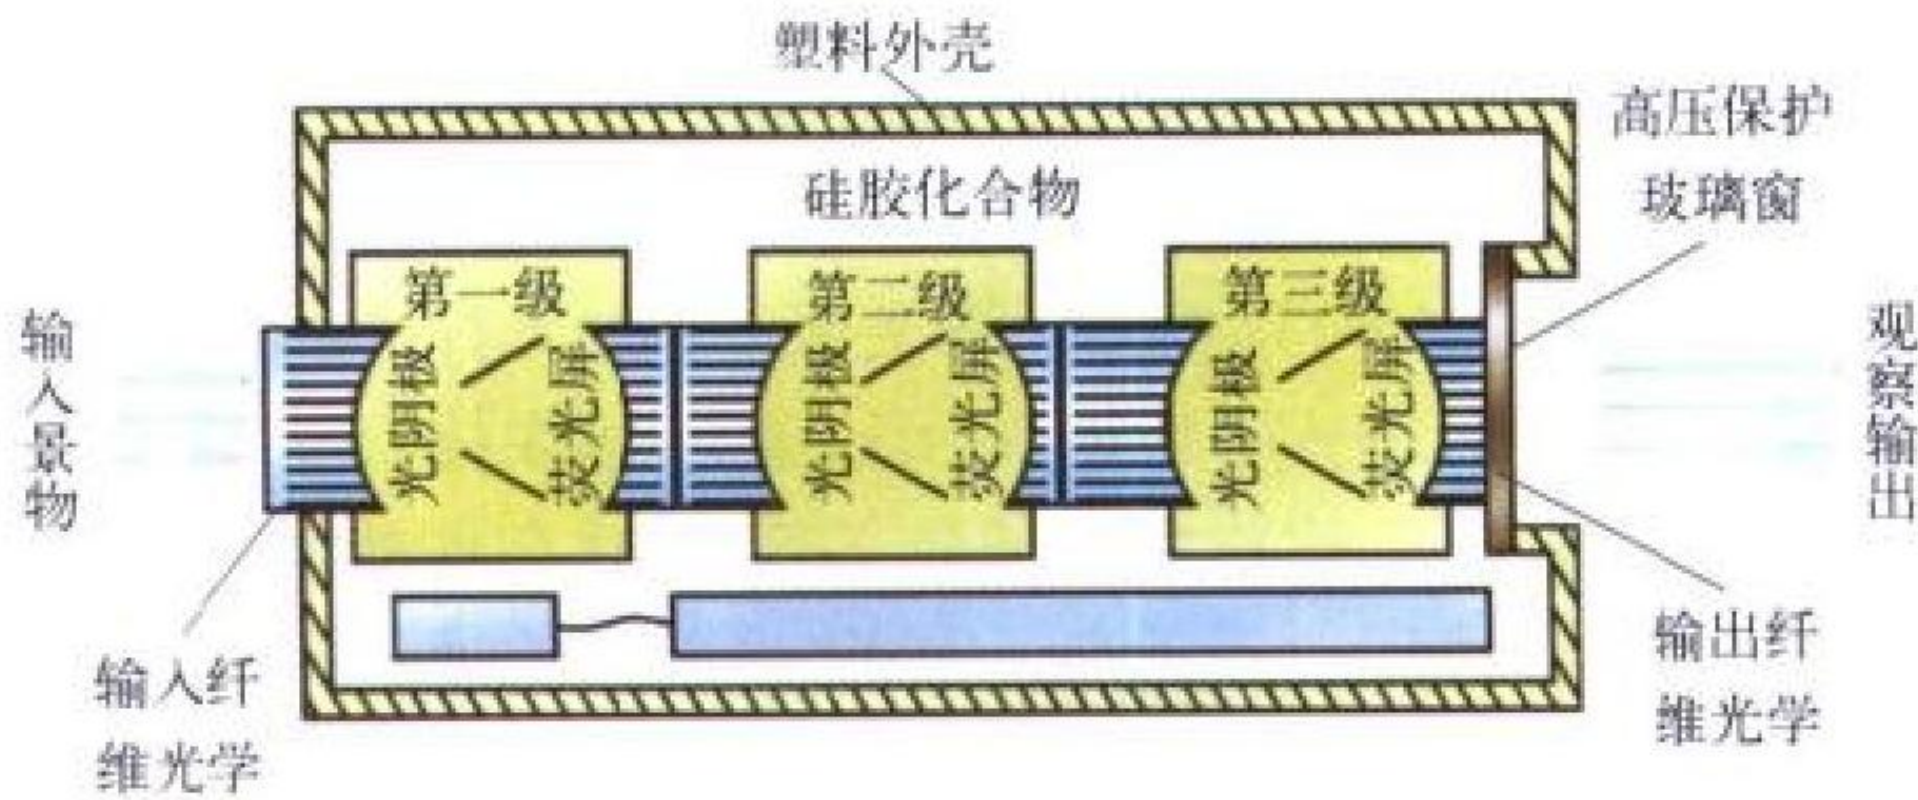 塑料外壳
高压保护
玻璃窗
硅胶化合物
第一级
第二级
第三级
输入景物
光阴极
荧光屏
光阴极
荧光屏
光阴极
荧光屏
观察输出
输入纤
维光学
输出纤
维光学